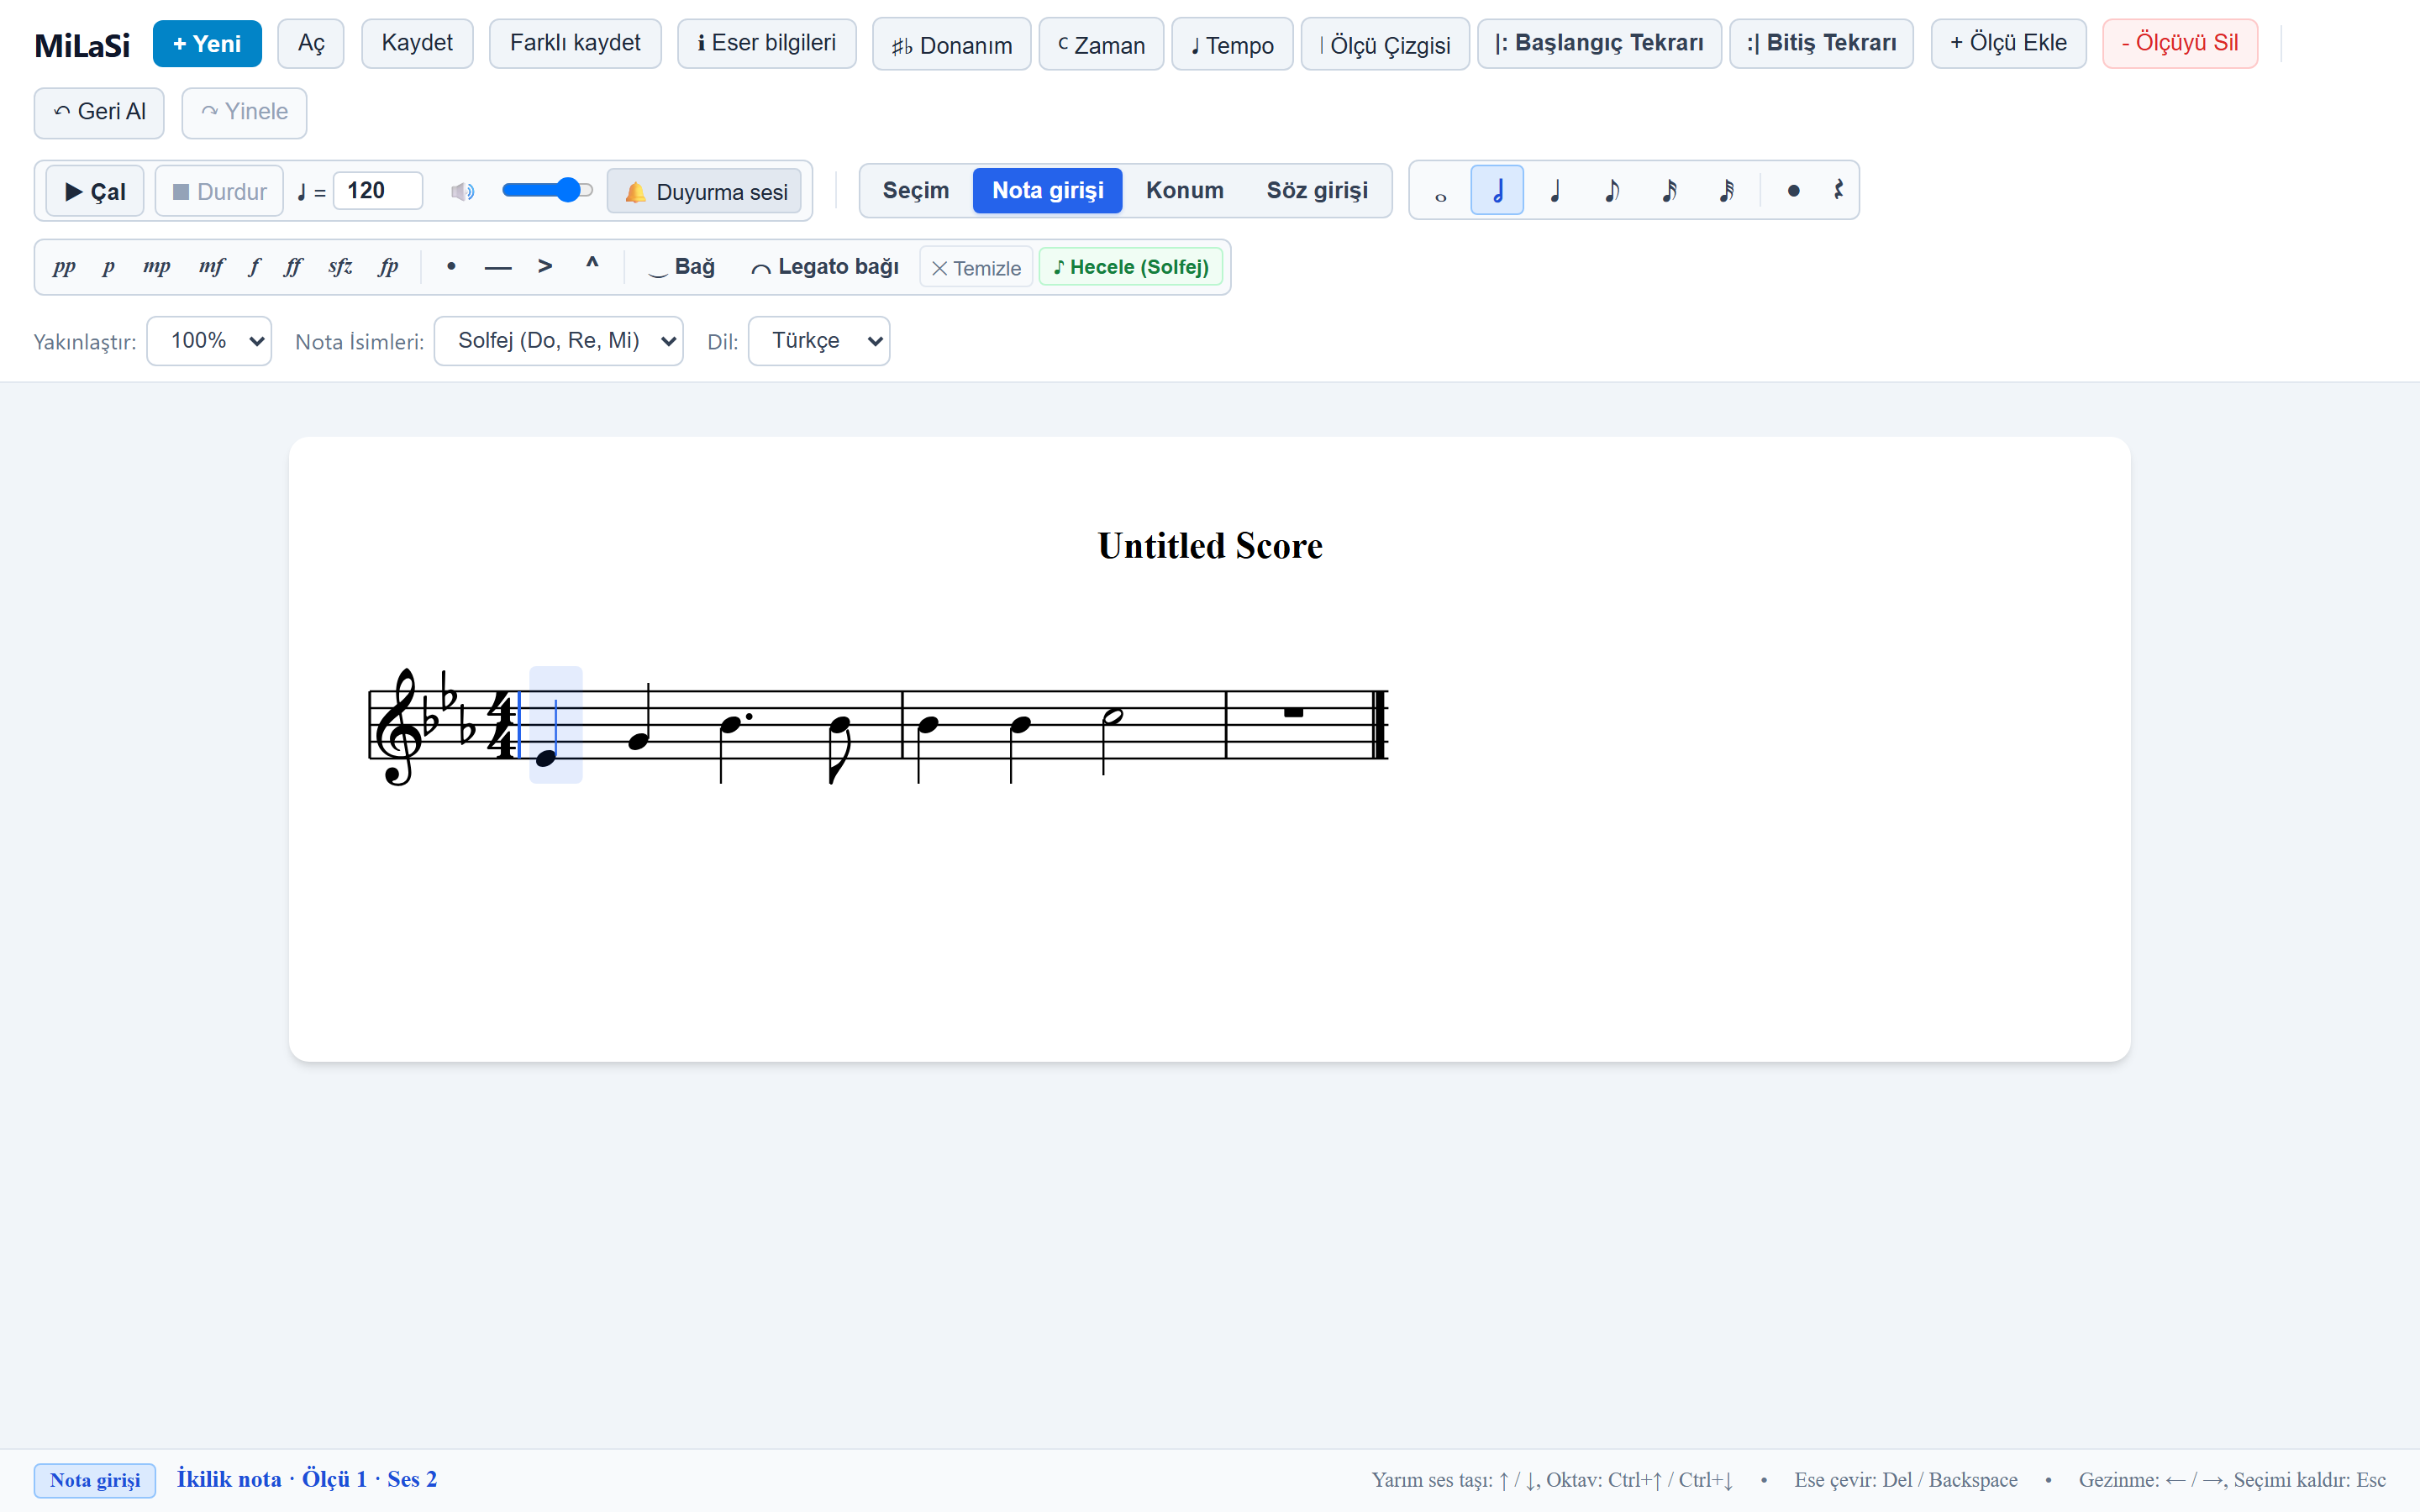 MiLaSi + Yeni Aç Kaydet Farklı kaydet ℹ Eser bilgileri ♯♭ Donanım C Zaman ♩ Tempo | Ölçü Çizgisi |: Başlangıç Tekrarı :| Bitiş Tekrarı + Ölçü Ekle - Ölçüyü Sil
↶ Geri Al ↷ Yinele
▶ Çal ■ Durdur ♩ = 120 🔊 🔔 Duyurma sesi Seçim Nota girişi Konum Söz girişi
pp p mp mf f ff sfz fp • — > ^ ‿ Bağ ⌒ Legato bağı ✕ Temizle ♪ Hecele (Solfej)
Yakınlaştır: 100% Nota İsimleri: Solfej (Do, Re, Mi) Dil: Türkçe
Untitled Score
4
4
Nota girişi İkilik nota · Ölçü 1 · Ses 2 Yarım ses taşı: ↑ / ↓, Oktav: Ctrl+↑ / Ctrl+↓ • Ese çevir: Del / Backspace • Gezinme: ← / →, Seçimi kaldır: Esc